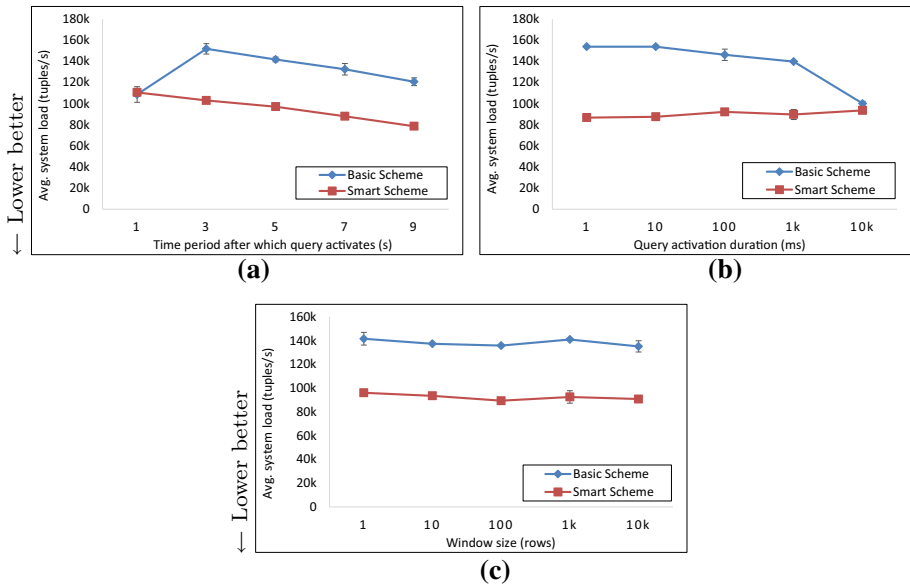 180k
160k
140k
120k
100k
80k
60k
40k
20k
0
Avg. system load (tuples/s)
← Lower better
Basic Scheme
Smart Scheme
1 3 5 7 9
Time period after which query activates (s)
(a)
180k
160k
140k
120k
100k
80k
60k
40k
20k
0
Avg. system load (tuples/s)
Basic Scheme
Smart Scheme
1 10 100 1k 10k
Query activation duration (ms)
(b)
160k
140k
120k
100k
80k
60k
40k
20k
0
Avg. system load (tuples/s)
← Lower better
Basic Scheme
Smart Scheme
1 10 100 1k 10k
Window size (rows)
(c)